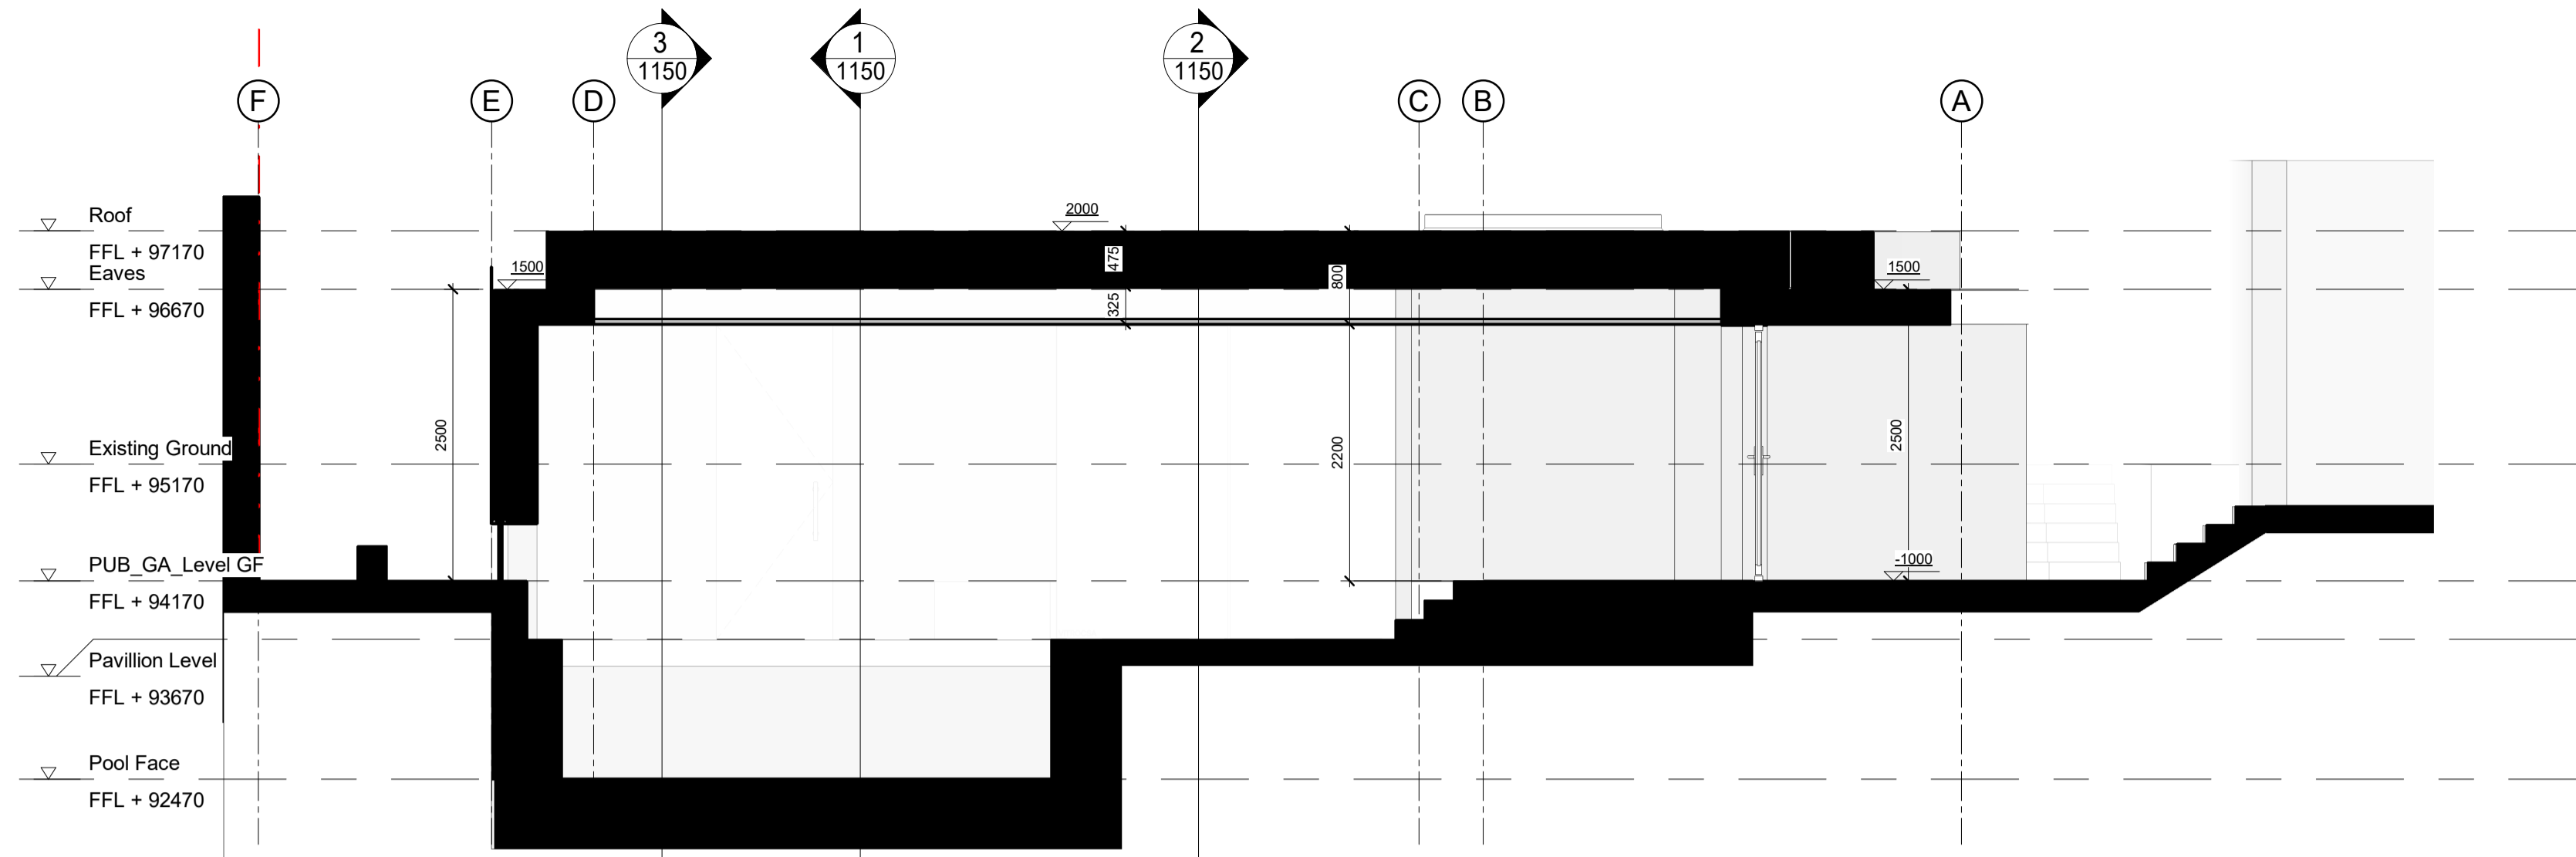 3
1150
1
1150
2
1150
F
E
D
C
B
A
Roof
FFL + 97170
Eaves
FFL + 96670
2000
1500
1500
475
800
325
2500
2200
2500
Existing Ground
FFL + 95170
PUB_GA_Level GF
FFL + 94170
-1000
Pavillion Level
FFL + 93670
Pool Face
FFL + 92470